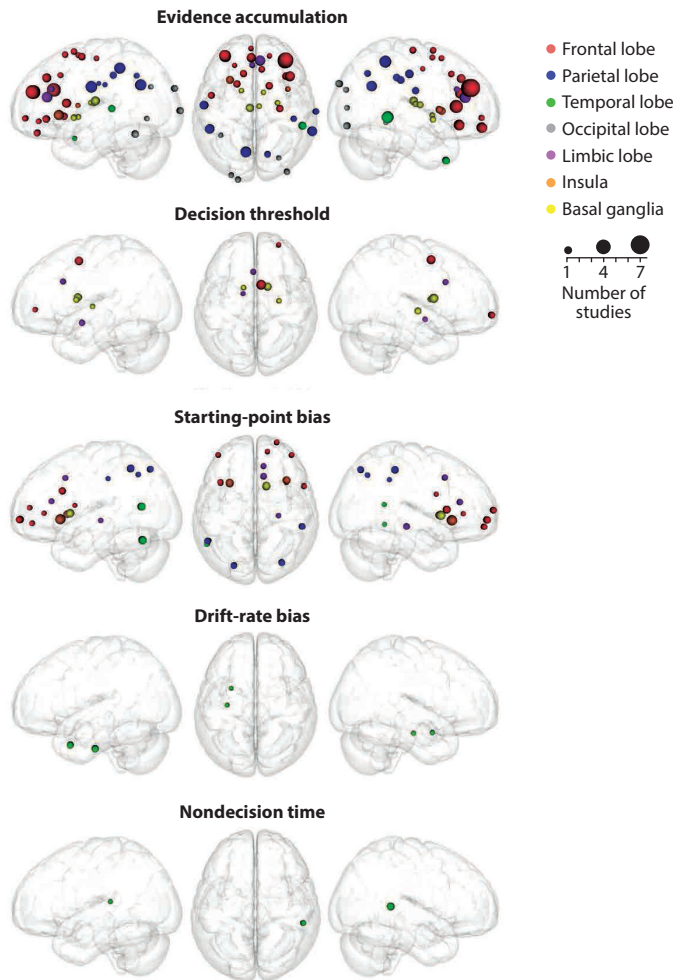 Evidence accumulation
Frontal lobe
Parietal lobe
Temporal lobe
Occipital lobe
Limbic lobe
Insula
Basal ganglia
1 4 7
Number of
studies
Decision threshold
Starting-point bias
Drift-rate bias
Nondecision time